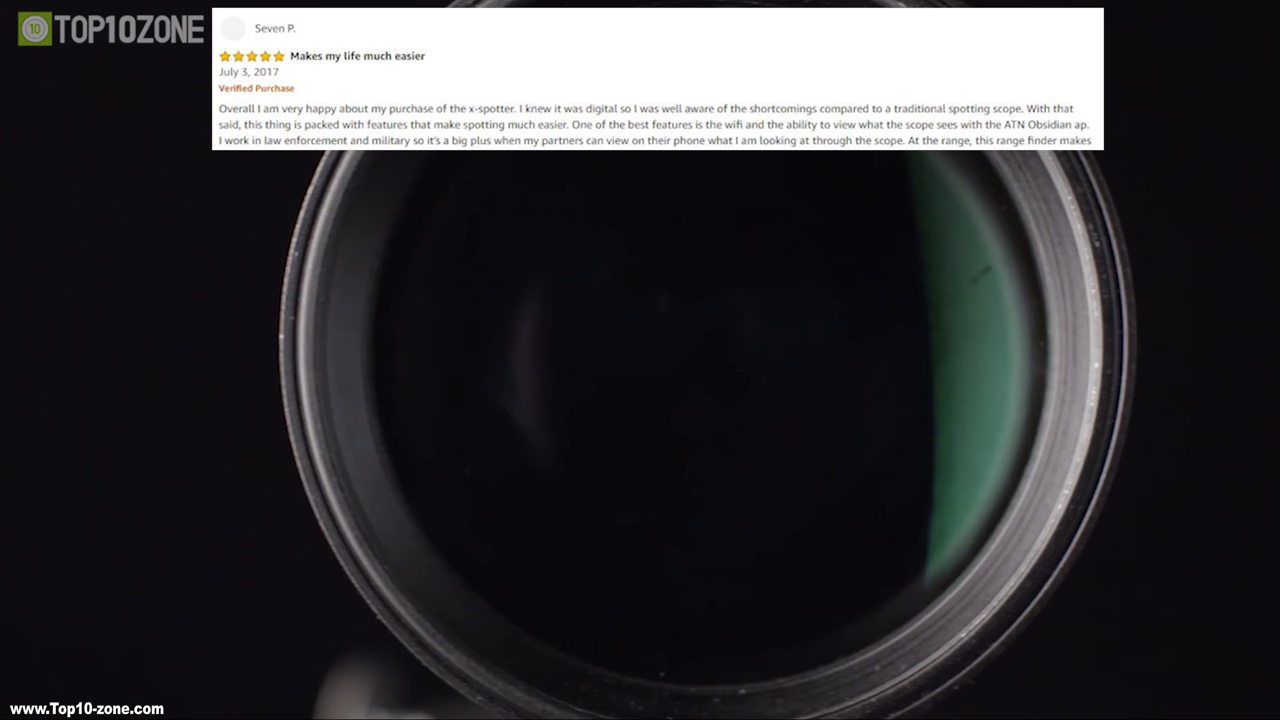 10
TOP10ZONE
Seven P.
Makes my life much easier
July 3, 2017
Verified Purchase
Overall I am very happy about my purchase of the x-spotter. I knew it was digital so I was well aware of the shortcomings compared to a traditional spotting scope. With that
said, this thing is packed with features that make spotting much easier. One of the best features is the wifi and the ability to view what the scope sees with the ATN Obsidian ap.
I work in law enforcement and military so it's a big plus when my partners can view on their phone what I am looking at through the scope. At the range, this range finder makes
www.Top10-zone.com